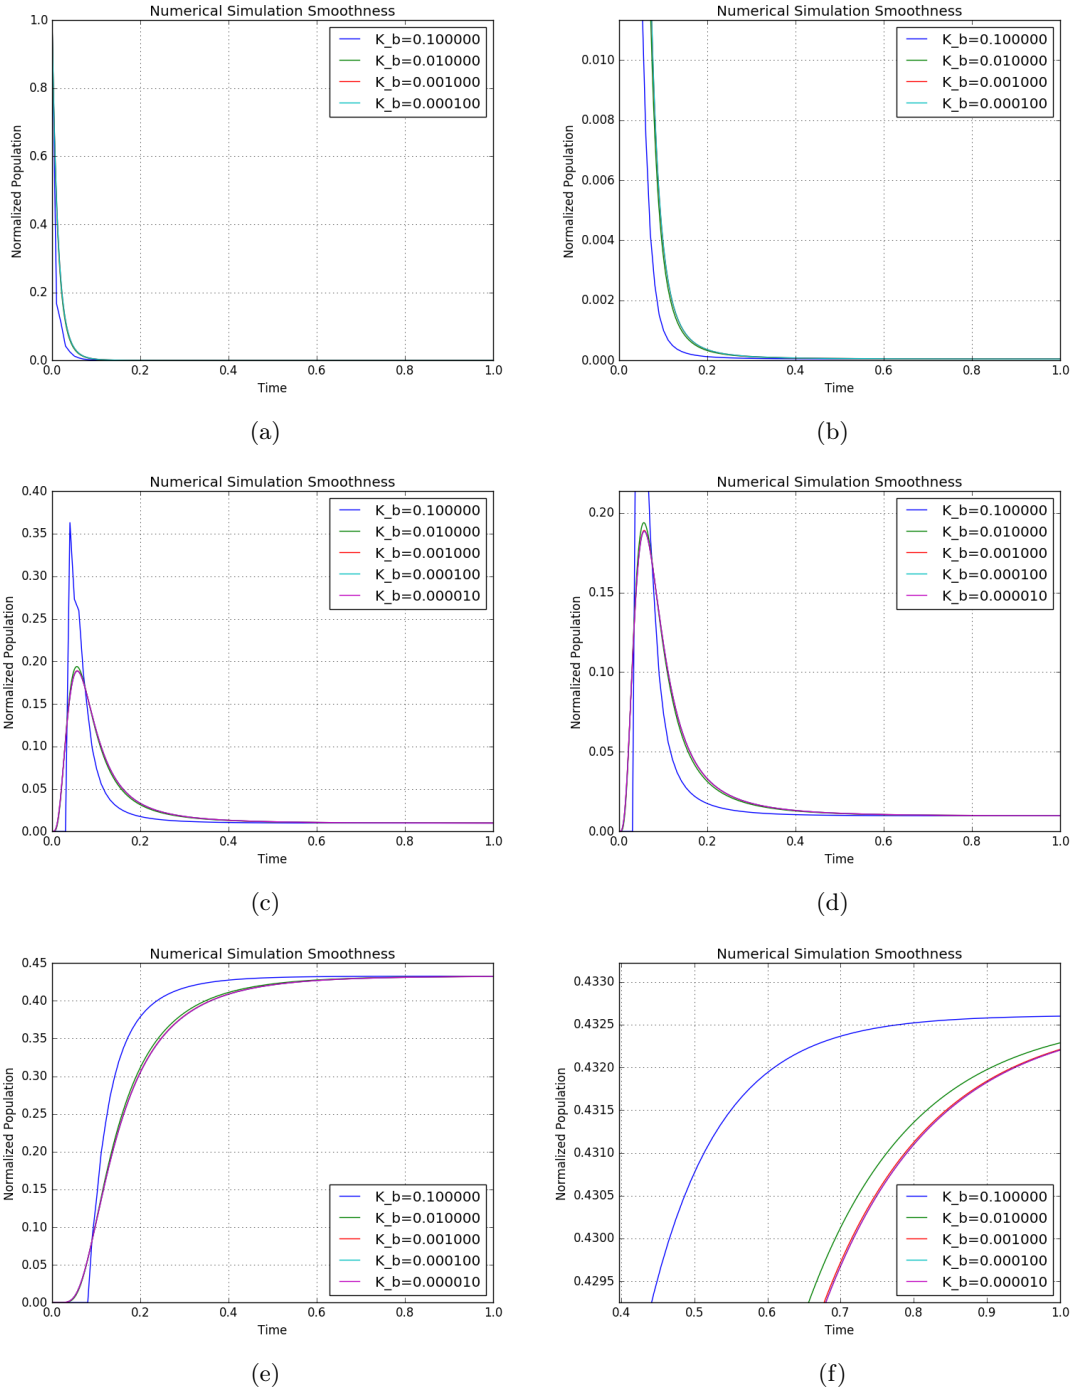 Numerical Simulation Smoothness
Normalized Population
1.0
0.8
0.6
0.4
0.2
0.0
K_b=0.100000
K_b=0.010000
K_b=0.001000
K_b=0.000100
0.0 0.2 0.4 0.6 0.8 1.0
Time
(a)
Numerical Simulation Smoothness
Normalized Population
0.010
0.008
0.006
0.004
0.002
0.000
K_b=0.100000
K_b=0.010000
K_b=0.001000
K_b=0.000100
0.0 0.2 0.4 0.6 0.8 1.0
Time
(b)
Numerical Simulation Smoothness
Normalized Population
0.40
0.35
0.30
0.25
0.20
0.15
0.10
0.05
0.00
K_b=0.100000
K_b=0.010000
K_b=0.001000
K_b=0.000100
K_b=0.000010
0.0 0.2 0.4 0.6 0.8 1.0
Time
(c)
Numerical Simulation Smoothness
Normalized Population
0.20
0.15
0.10
0.05
0.00
K_b=0.100000
K_b=0.010000
K_b=0.001000
K_b=0.000100
K_b=0.000010
0.0 0.2 0.4 0.6 0.8 1.0
Time
(d)
Numerical Simulation Smoothness
Normalized Population
0.45
0.40
0.35
0.30
0.25
0.20
0.15
0.10
0.05
0.00
K_b=0.100000
K_b=0.010000
K_b=0.001000
K_b=0.000100
K_b=0.000010
0.0 0.2 0.4 0.6 0.8 1.0
Time
(e)
Numerical Simulation Smoothness
Normalized Population
0.4330
0.4325
0.4320
0.4315
0.4310
0.4305
0.4300
0.4295
K_b=0.100000
K_b=0.010000
K_b=0.001000
K_b=0.000100
K_b=0.000010
0.4 0.5 0.6 0.7 0.8 0.9 1.0
Time
(f)